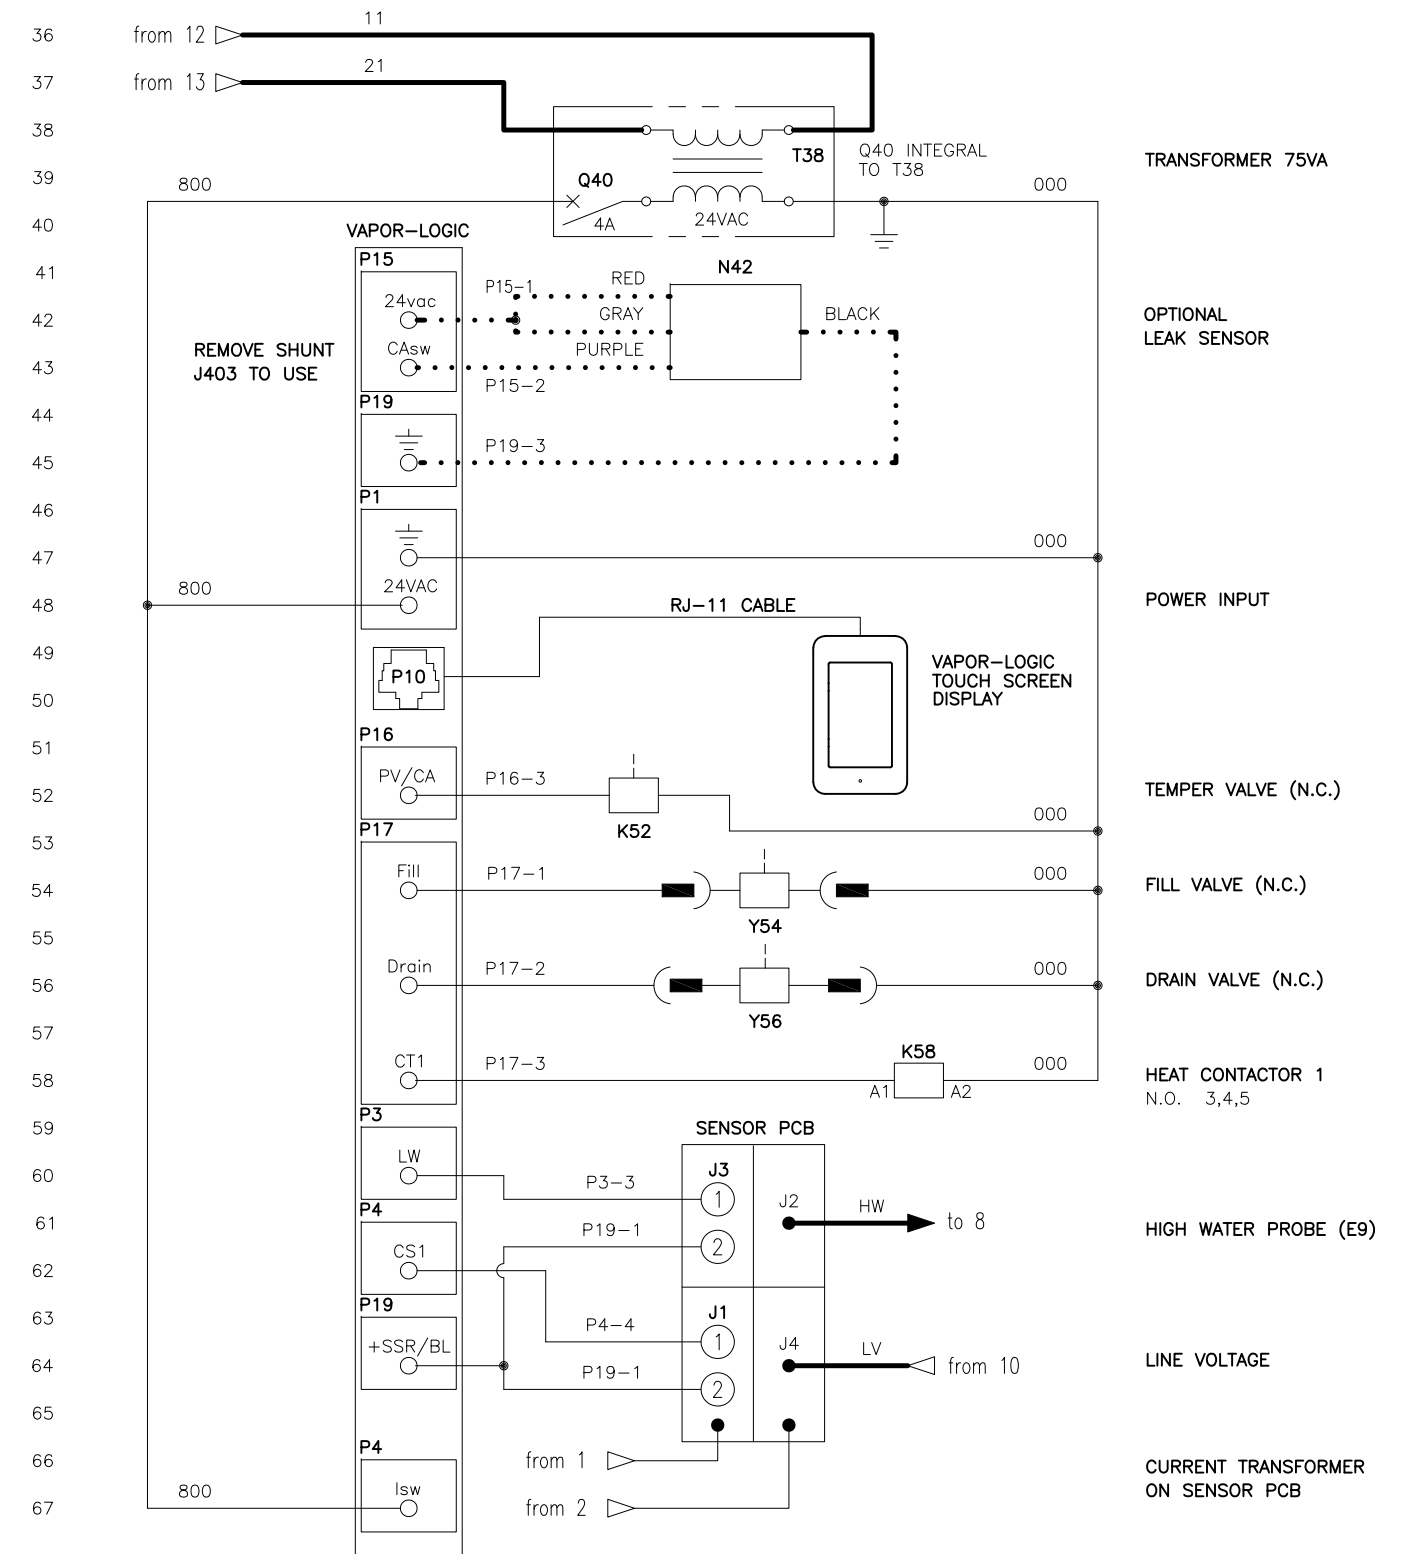 36 from 12 11
37 from 13 21
38
T38 Q40 INTEGRAL
TO T38
TRANSFORMER 75VA
39 800 Q40 000
40 4A 24VAC
VAPOR-LOGIC
41 P15 N42
P15-1 RED
24vac
42 GRAY BLACK OPTIONAL
LEAK SENSOR
REMOVE SHUNT
J403 TO USE
CAsw PURPLE
43 P15-2
44 P19
45 P19-3
46 P1
47 000
48 800 24VAC RJ-11 CABLE POWER INPUT
49 P10 VAPOR-LOGIC
TOUCH SCREEN
DISPLAY
50
51 P16
52 PV/CA P16-3 K52 TEMPER VALVE (N.C.)
53 P17 000
54 Fill P17-1 Y54 000 FILL VALVE (N.C.)
55
56 Drain P17-2 Y56 000 DRAIN VALVE (N.C.)
57
58 CT1 P17-3 K58 A1 A2 000 HEAT CONTACTOR 1
N.O. 3,4,5
59 P3 SENSOR PCB
60 LW P3-3 J3 1
61 P4 P19-1 2 J2 HW to 8 HIGH WATER PROBE (E9)
62 CS1
63 P19 P4-4 J1 1
64 +SSR/BL P19-1 2 J4 LV from 10 LINE VOLTAGE
65
66 P4 from 1 CURRENT TRANSFORMER
ON SENSOR PCB
67 800 Isw from 2